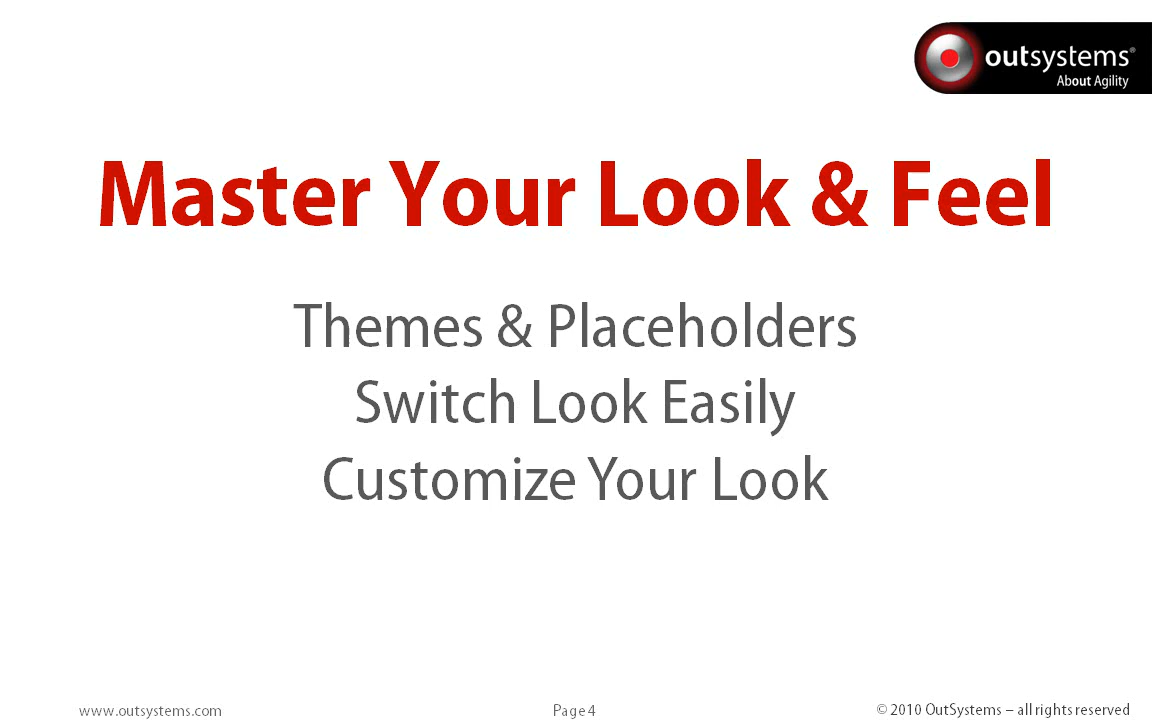 outsystems®
About Agility
Master Your Look & Feel
Themes & Placeholders
Switch Look Easily
Customize Your Look
www.outsystems.com
Page 4
© 2010 OutSystems – all rights reserved